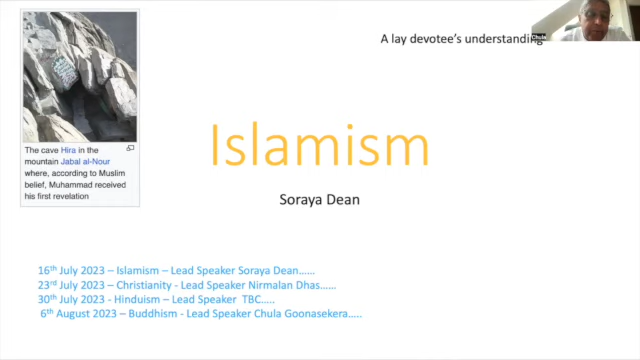 A lay devotee's understanding
Chula
The cave Hira in the
mountain Jabal al-Nour
where, according to Muslim
belief, Muhammad received
his first revelation
Islamism
Soraya Dean
16th July 2023 – Islamism – Lead Speaker Soraya Dean......
23rd July 2023 – Christianity - Lead Speaker Nirmalan Dhas......
30th July 2023 - Hinduism – Lead Speaker TBC.....
6th August 2023 – Buddhism - Lead Speaker Chula Goonasekera.....